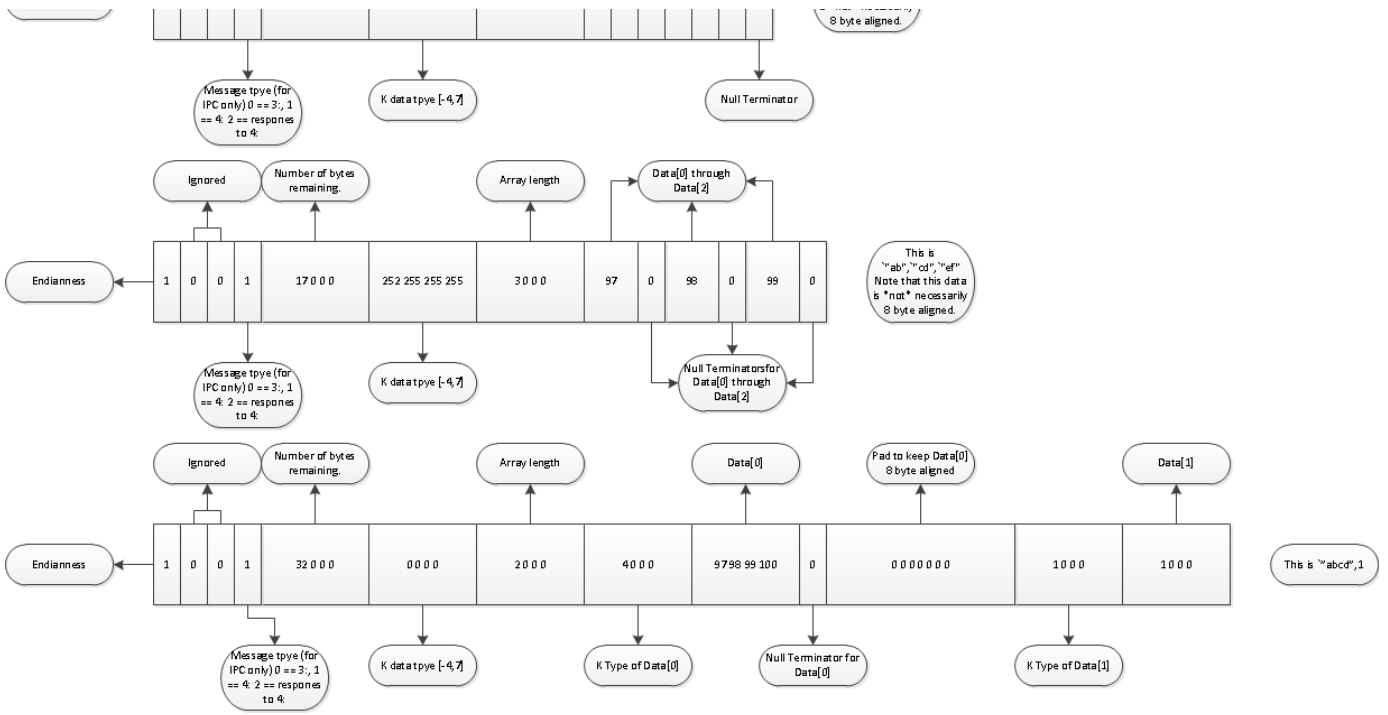 8 byte aligned.
Message tpye (for
IPC only) 0 == 3:, 1
== 4: 2 == respones
to 4:
K data tpye [-4,7]
Null Terminator
Ignored
Number of bytes
remaining.
Array length
Data[0] through
Data[2]
Endianness
1
0
0
1
17 0 0 0
252 255 255 255
3 0 0 0
97
0
98
0
99
0
This is
`"ab",`"cd",`"ef"
Note that this data
is *not* necessarily
8 byte aligned.
Message tpye (for
IPC only) 0 == 3:, 1
== 4: 2 == respones
to 4:
K data tpye [-4,7]
Null Terminatorsfor
Data[0] through
Data[2]
Ignored
Number of bytes
remaining.
Array length
Data[0]
Pad to keep Data[0]
8 byte aligned
Data[1]
Endianness
1
0
0
1
32 0 0 0
0 0 0 0
2 0 0 0
4 0 0 0
97 98 99 100
0
0 0 0 0 0 0 0
1 0 0 0
1 0 0 0
This is `"abcd",1
Message tpye (for
IPC only) 0 == 3:, 1
== 4: 2 == respones
to 4:
K data tpye [-4,7]
K Type of Data[0]
Null Terminator for
Data[0]
K Type of Data[1]